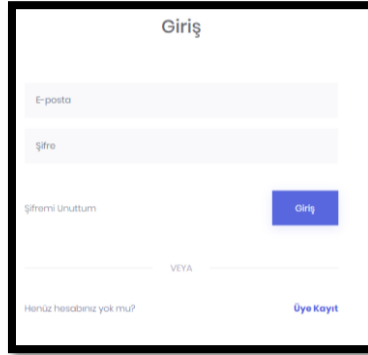 Giriş
E-posta
Şifre
Şifremi Unuttum
Giriş
VEYA
Henüz hesabınız yok mu?
Üye Kayıt